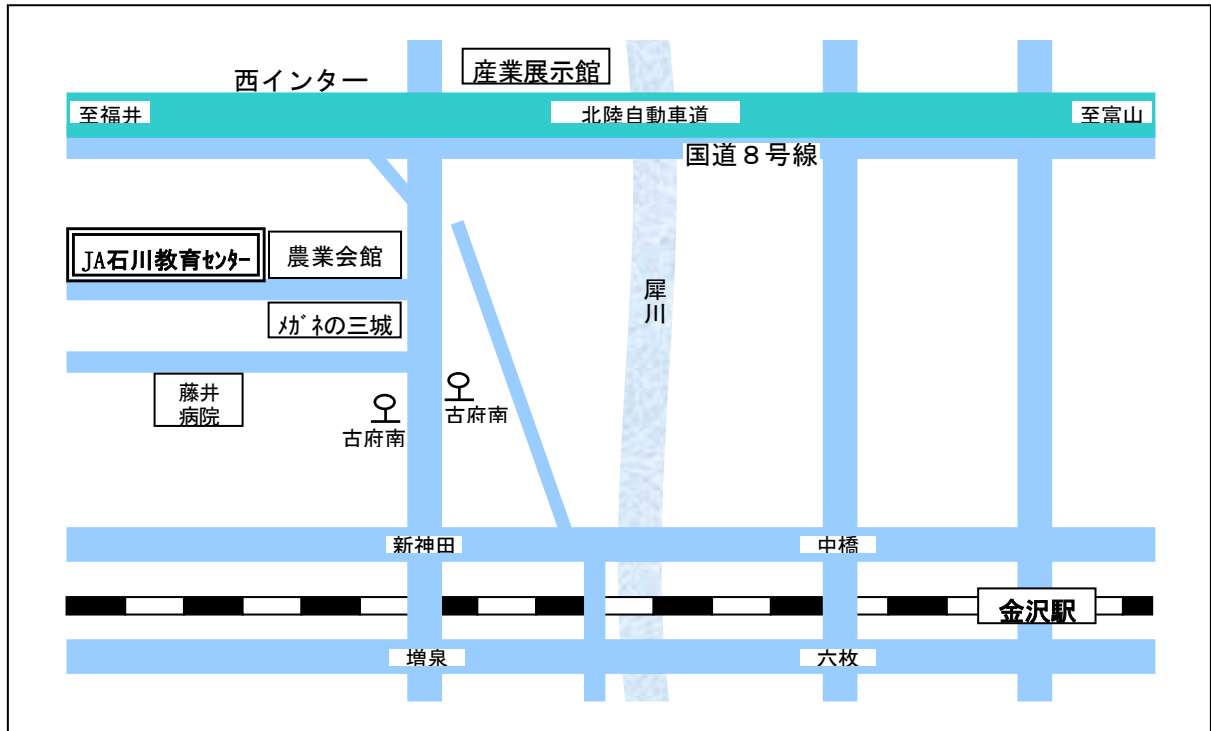 産業展示館
西インター
至福井
北陸自動車道
至富山
国道８号線
JA石川教育ｾﾝﾀｰ
農業会館
犀
川
ﾒｶﾞﾈの三城
藤井
病院
古府南
古府南
新神田
中橋
金沢駅
増泉
六枚